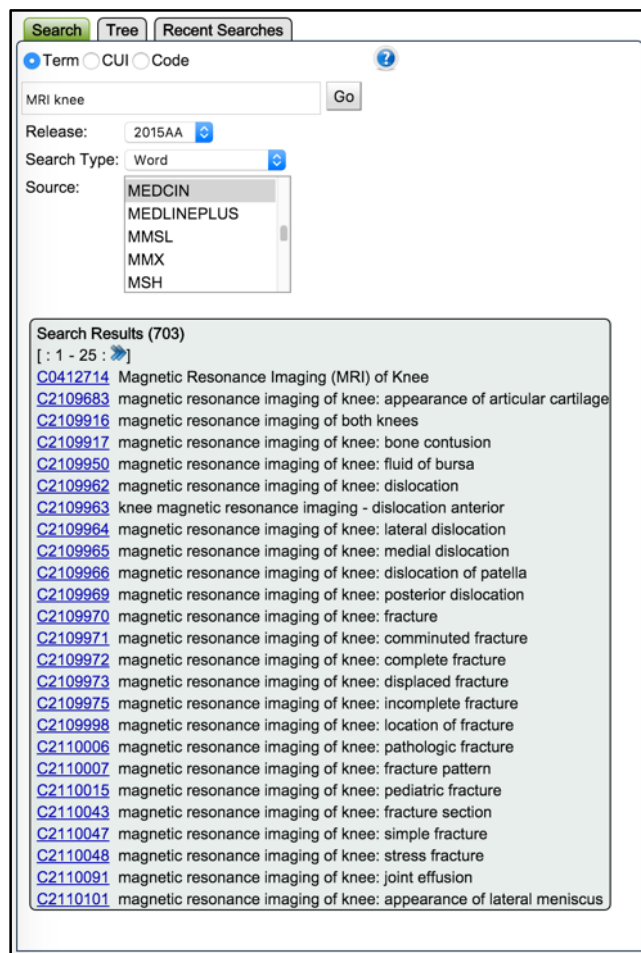 Search Tree Recent Searches
Term CUI Code ?
MRI knee Go
Release: 2015AA
Search Type: Word
Source: MEDCIN
MEDLINEPLUS
MMSL
MMX
MSH
Search Results (703)
[ : 1 - 25 : ]
C0412714 Magnetic Resonance Imaging (MRI) of Knee
C2109683 magnetic resonance imaging of knee: appearance of articular cartilage
C2109916 magnetic resonance imaging of both knees
C2109917 magnetic resonance imaging of knee: bone contusion
C2109950 magnetic resonance imaging of knee: fluid of bursa
C2109962 magnetic resonance imaging of knee: dislocation
C2109963 knee magnetic resonance imaging - dislocation anterior
C2109964 magnetic resonance imaging of knee: lateral dislocation
C2109965 magnetic resonance imaging of knee: medial dislocation
C2109966 magnetic resonance imaging of knee: dislocation of patella
C2109969 magnetic resonance imaging of knee: posterior dislocation
C2109970 magnetic resonance imaging of knee: fracture
C2109971 magnetic resonance imaging of knee: comminuted fracture
C2109972 magnetic resonance imaging of knee: complete fracture
C2109973 magnetic resonance imaging of knee: displaced fracture
C2109975 magnetic resonance imaging of knee: incomplete fracture
C2109998 magnetic resonance imaging of knee: location of fracture
C2110006 magnetic resonance imaging of knee: pathologic fracture
C2110007 magnetic resonance imaging of knee: fracture pattern
C2110015 magnetic resonance imaging of knee: pediatric fracture
C2110043 magnetic resonance imaging of knee: fracture section
C2110047 magnetic resonance imaging of knee: simple fracture
C2110048 magnetic resonance imaging of knee: stress fracture
C2110091 magnetic resonance imaging of knee: joint effusion
C2110101 magnetic resonance imaging of knee: appearance of lateral meniscus